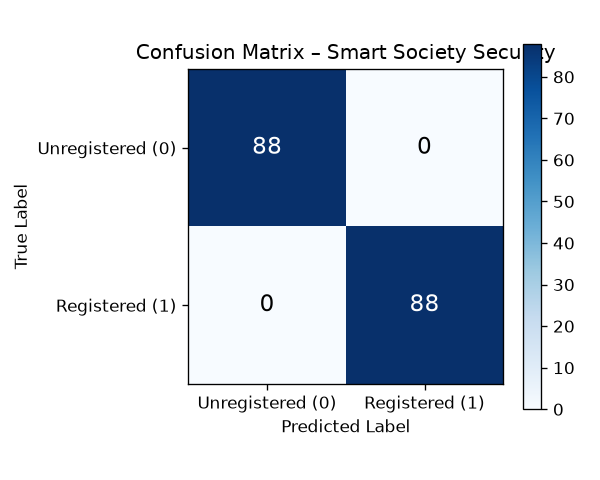 Confusion Matrix – Smart Society Security
80
Unregistered (0)
88
0
70
60
50
True Label
40
30
Registered (1)
0
88
20
10
0
Unregistered (0)
Registered (1)
Predicted Label